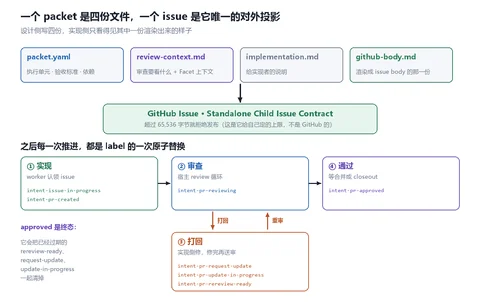 一个 packet 是四份文件，一个 issue 是它唯一的对外投影
设计侧写四份，实现侧只看得见其中一份渲染出来的样子
packet.yaml
执行单元 · 验收标准 · 依赖
review-context.md
审查要看什么 + Facet 上下文
implementation.md
给实现者的说明
github-body.md
渲染成 issue body 的那一份
GitHub Issue · Standalone Child Issue Contract
超过 65,536 字节就拒绝发布（这是它给自己定的上限，不是 GitHub 的）
之后每一次推进，都是 label 的一次原子替换
① 实现
worker 认领 issue
intent-issue-in-progress
intent-pr-created
② 审查
宿主 review 循环
intent-pr-reviewing
④ 通过
等合并或 closeout
intent-pr-approved
打回
重审
approved 是终态：
它会把已经过期的
rereview-ready,
request-update,
update-in-progress
一起清掉
③ 打回
实现侧修，修完再送审
intent-pr-request-update
intent-pr-update-in-progress
intent-pr-rereview-ready